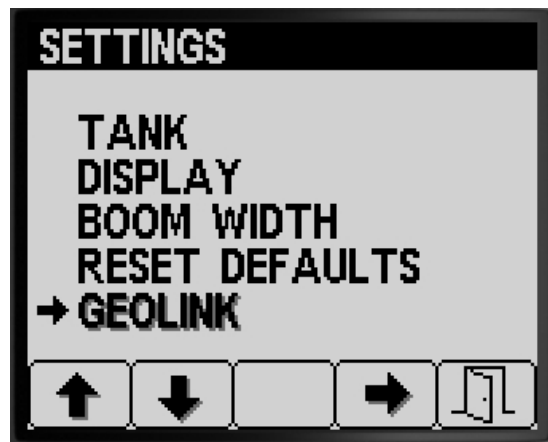 SETTINGS
TANK
DISPLAY
BOOM WIDTH
RESET DEFAULTS
GEOLINK